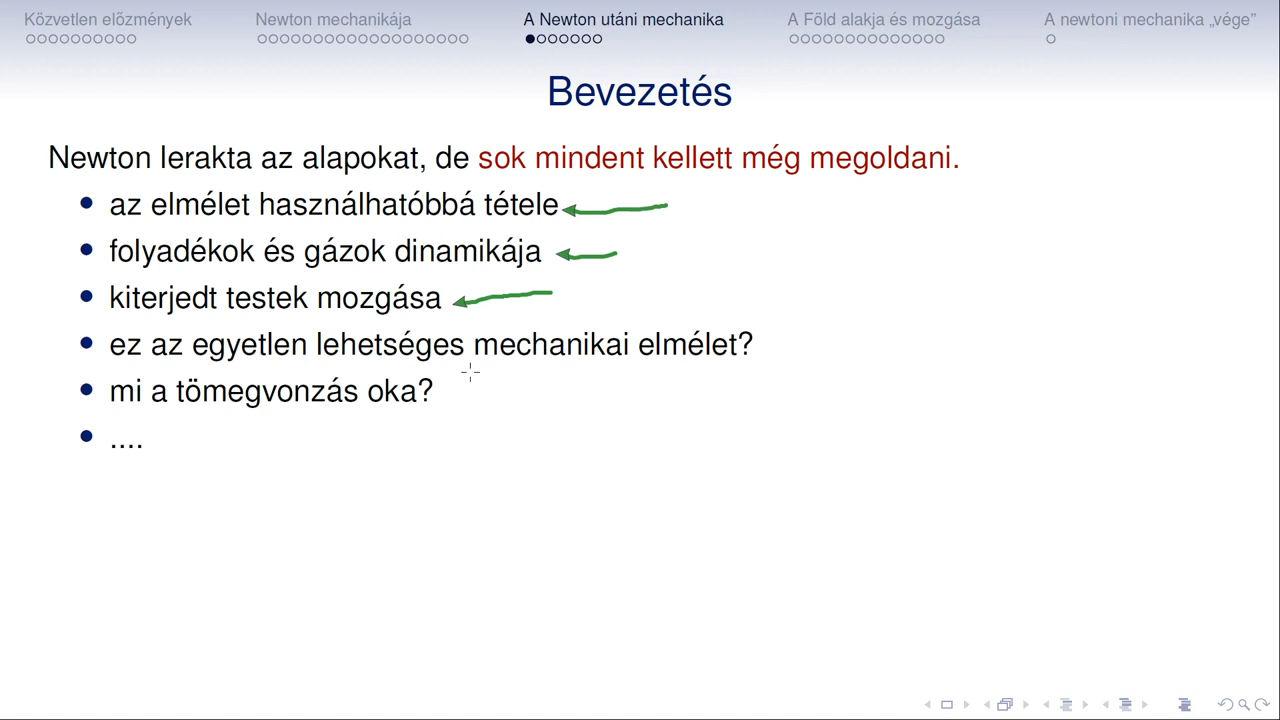 Közvetlen előzmények
Newton mechanikája
A Newton utáni mechanika
A Föld alakja és mozgása
A newtoni mechanika „vége”
Bevezetés
Newton lerakta az alapokat, de sok mindent kellett még megoldani.
• az elmélet használhatóbbá tétele
• folyadékok és gázok dinamikája
• kiterjedt testek mozgása
• ez az egyetlen lehetséges mechanikai elmélet?
• mi a tömegvonzás oka?
• ....